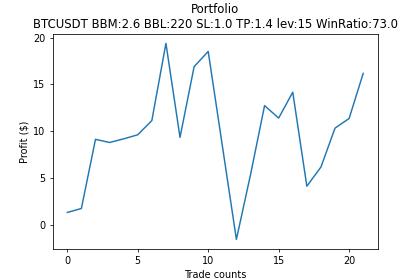 Portfolio
BTCUSDT BBM:2.6 BBL:220 SL:1.0 TP:1.4 lev:15 WinRatio:73.0
20
15
10
5
0
Profit ($)
0 5 10 15 20
Trade counts